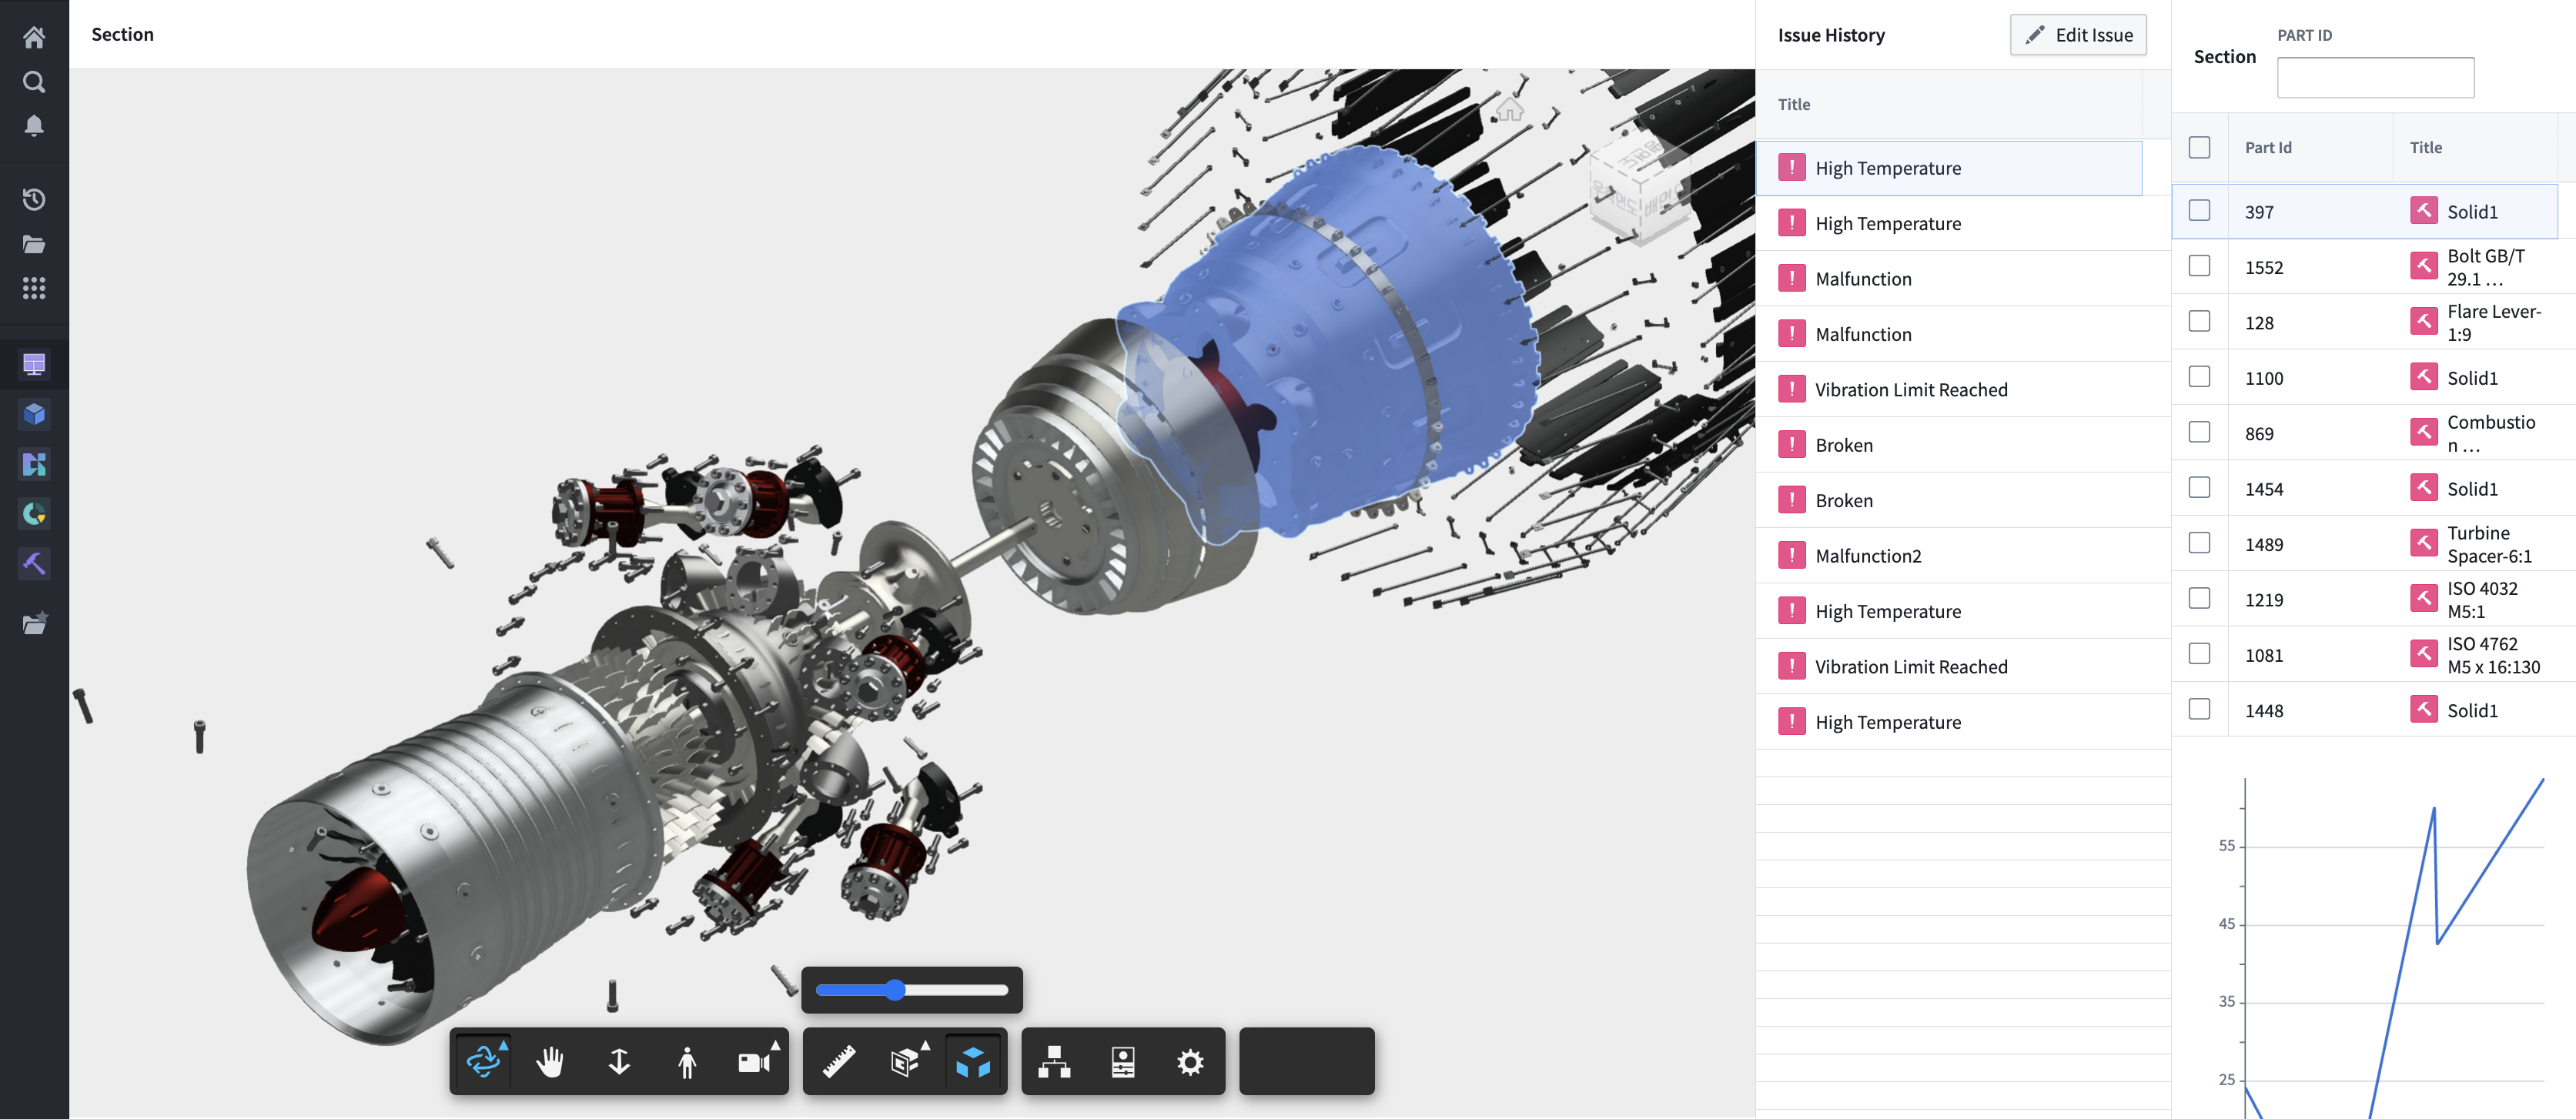 Section
Issue History
Edit Issue
Title
High Temperature
High Temperature
Malfunction
Malfunction
Vibration Limit Reached
Broken
Broken
Malfunction2
High Temperature
Vibration Limit Reached
High Temperature
Section
PART ID
Part Id
Title
397
Solid1
1552
Bolt GB/T
29.1 ...
128
Flare Lever-
1:9
1100
Solid1
869
Combustio
n ...
1454
Solid1
1489
Turbine
Spacer-6:1
1219
ISO 4032
M5:1
1081
ISO 4762
M5 x 16:130
1448
Solid1
55
45
35
25